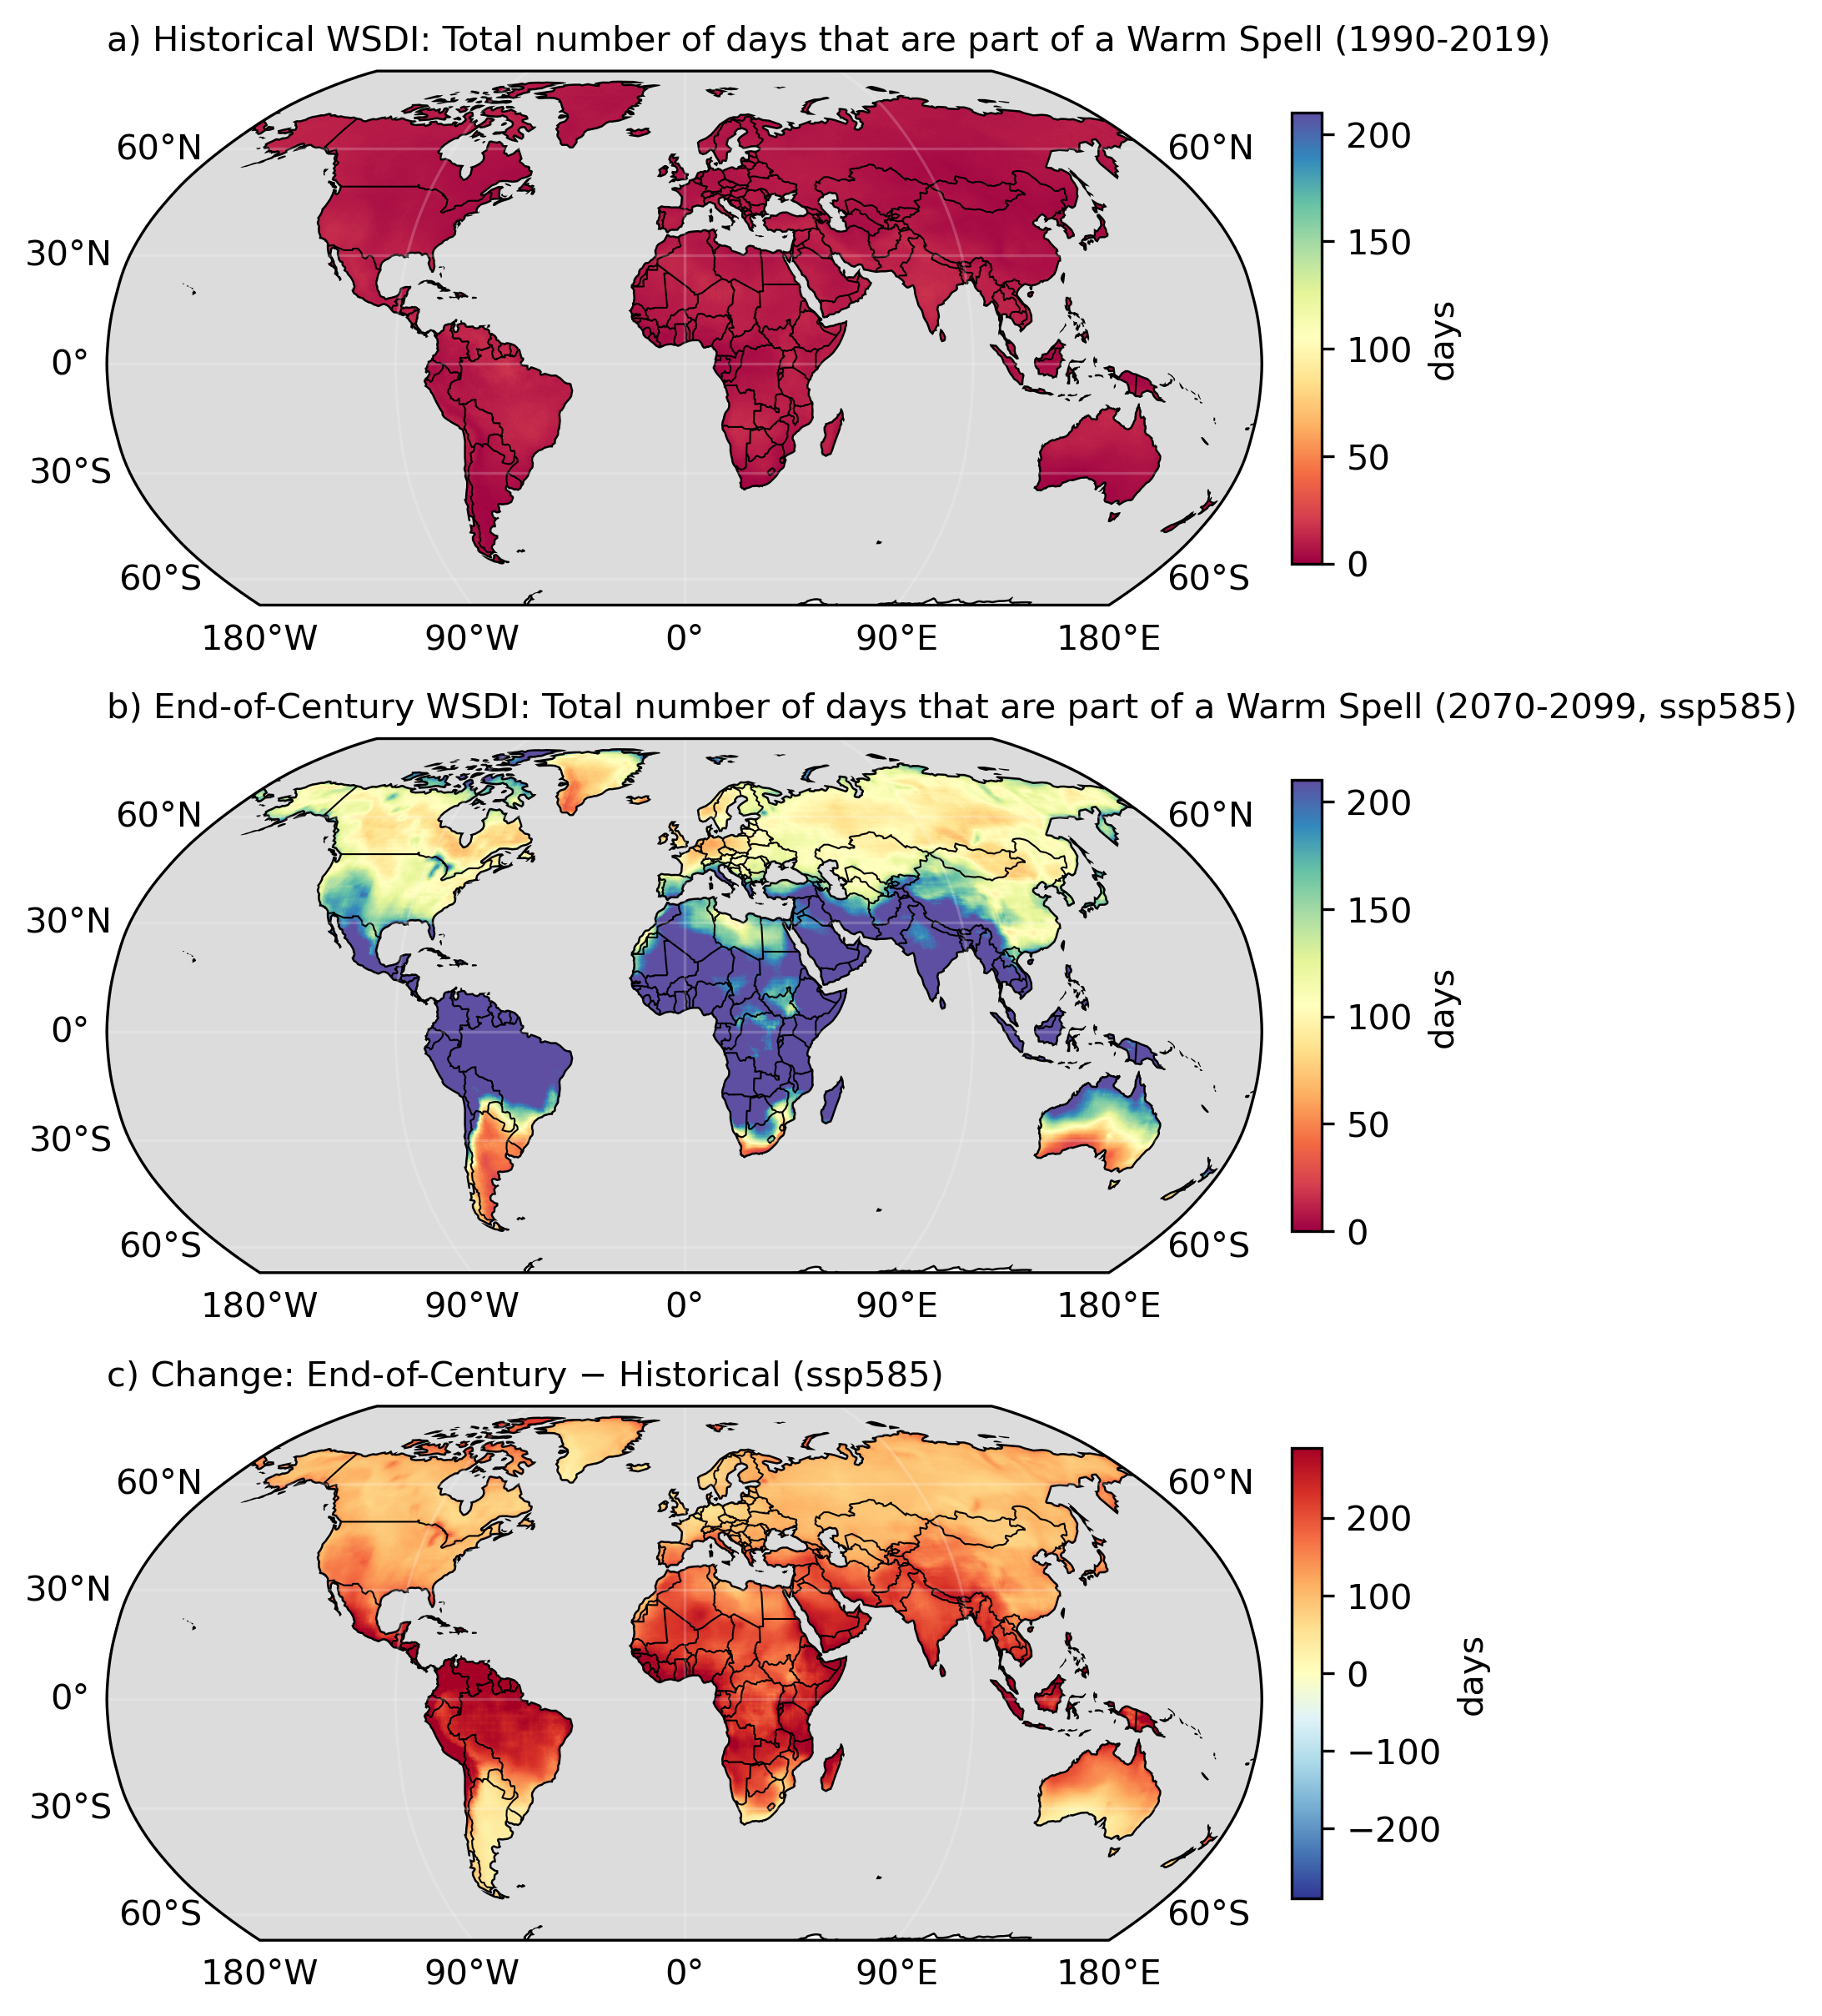 a) Historical WSDI: Total number of days that are part of a Warm Spell (1990-2019)
60°N 60°N
30°N
0°
30°S
60°S 60°S
180°W 90°W 0° 90°E 180°E
200
150
100
50
0
days
b) End-of-Century WSDI: Total number of days that are part of a Warm Spell (2070-2099, ssp585)
60°N 60°N
30°N
0°
30°S
60°S 60°S
180°W 90°W 0° 90°E 180°E
200
150
100
50
0
days
c) Change: End-of-Century − Historical (ssp585)
60°N 60°N
30°N
0°
30°S
60°S 60°S
180°W 90°W 0° 90°E 180°E
200
100
0
−100
−200
days